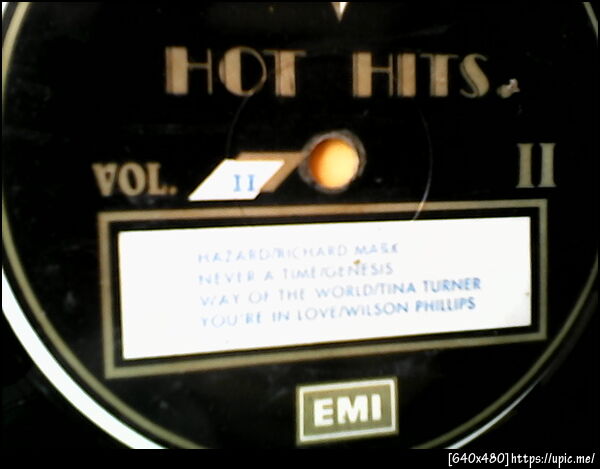 HOT HITS.
VOL. II II
HAZARD/RICHARD MARK
NEVER A TIME/GENESIS
WAY OF THE WORLD/TINA TURNER
YOU'RE IN LOVE/WILSON PHILLIPS
EMI
[640x480]https://upic.me/